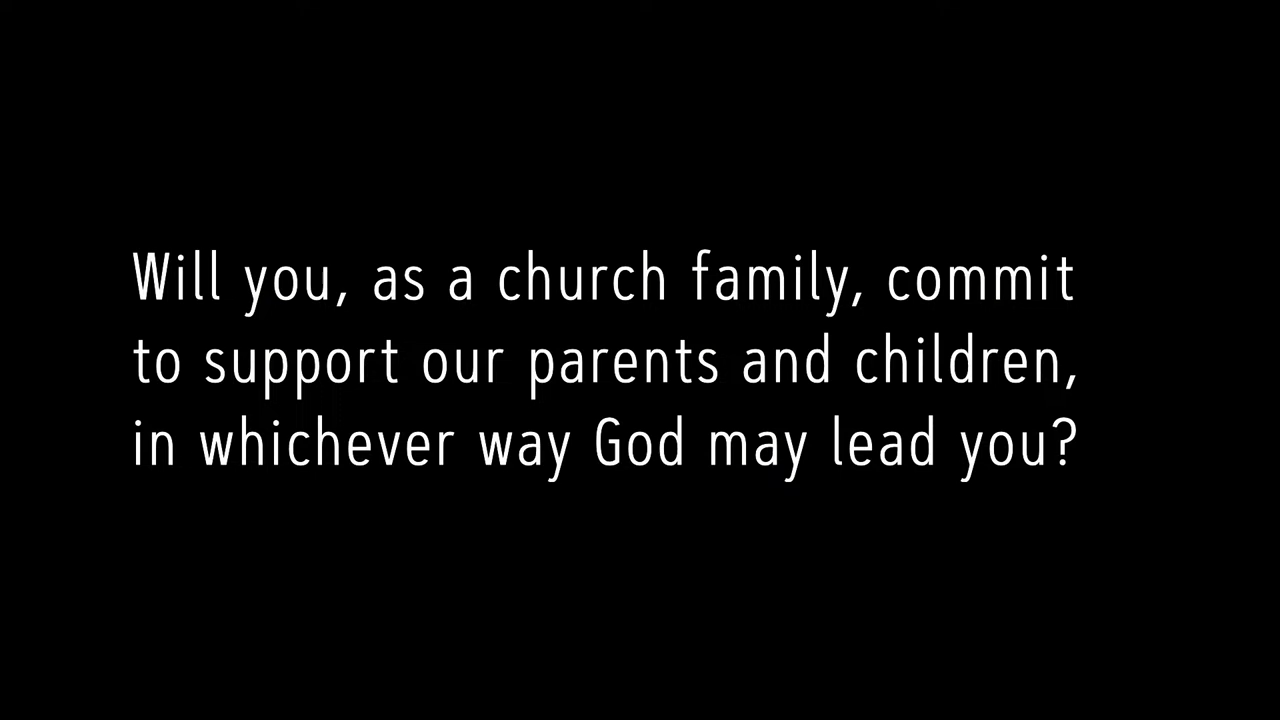 Will you, as a church family, commit
to support our parents and children,
in whichever way God may lead you?